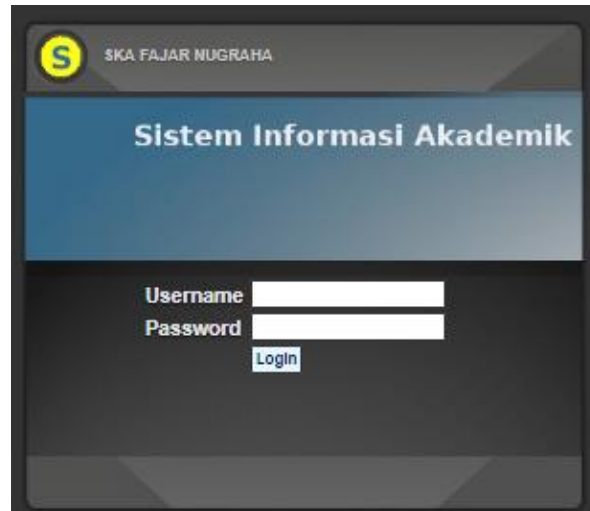 S
SKA FAJAR NUGRAHA
Sistem Informasi Akademik
Username
Password
Login